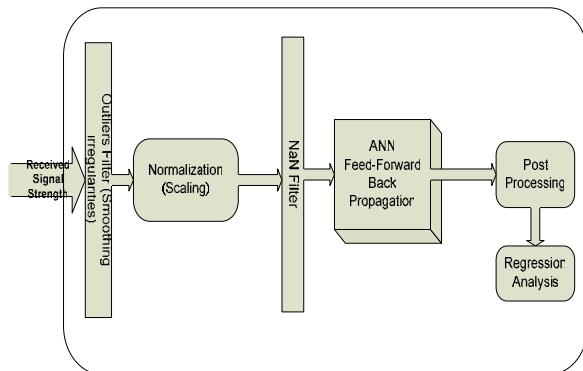 Received
Signal
Strength
Outliers Filter (Smoothing
irregularities)
Normalization
(Scaling)
NaN Filter
ANN
Feed-Forward
Back
Propagation
Post
Processing
Regression
Analysis